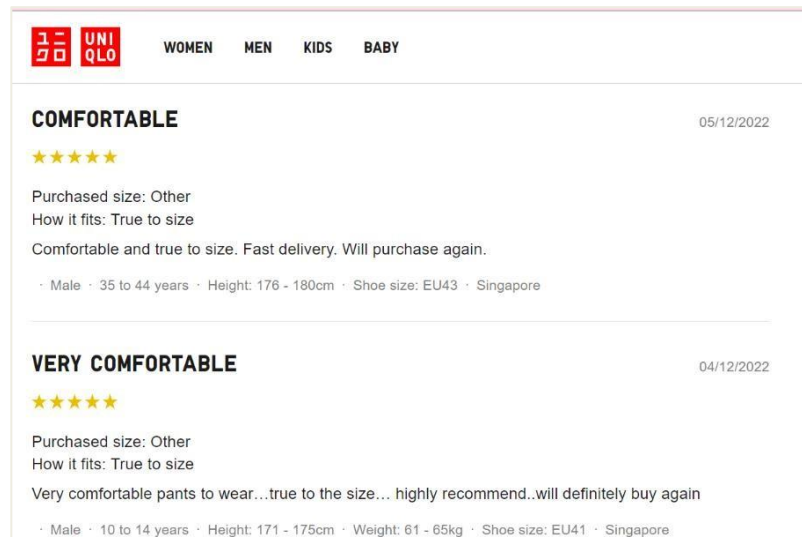 ユニ
クロ
UNI
QLO
WOMEN MEN KIDS BABY
COMFORTABLE 05/12/2022
★★★★★
Purchased size: Other
How it fits: True to size
Comfortable and true to size. Fast delivery. Will purchase again.
· Male · 35 to 44 years · Height: 176 - 180cm · Shoe size: EU43 · Singapore
VERY COMFORTABLE 04/12/2022
★★★★★
Purchased size: Other
How it fits: True to size
Very comfortable pants to wear…true to the size… highly recommend..will definitely buy again
· Male · 10 to 14 years · Height: 171 - 175cm · Weight: 61 - 65kg · Shoe size: EU41 · Singapore